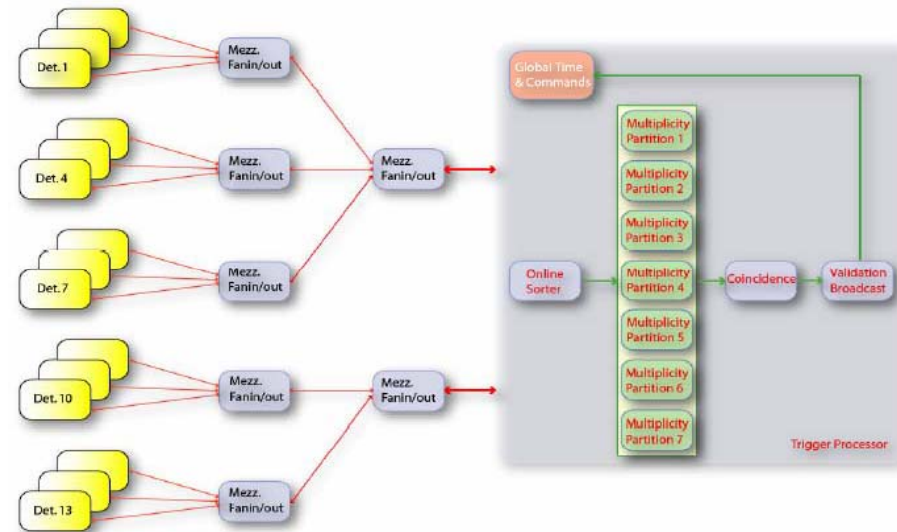 Det. 1
Mezz.
Fanin/out
Det. 4
Mezz.
Fanin/out
Mezz.
Fanin/out
Det. 7
Mezz.
Fanin/out
Det. 10
Mezz.
Fanin/out
Mezz.
Fanin/out
Det. 13
Mezz.
Fanin/out
Global Time
& Commands
Multiplicity
Partition 1
Multiplicity
Partition 2
Multiplicity
Partition 3
Online
Sorter
Multiplicity
Partition 4
Coincidence
Validation
Broadcast
Multiplicity
Partition 5
Multiplicity
Partition 6
Multiplicity
Partition 7
Trigger Processor